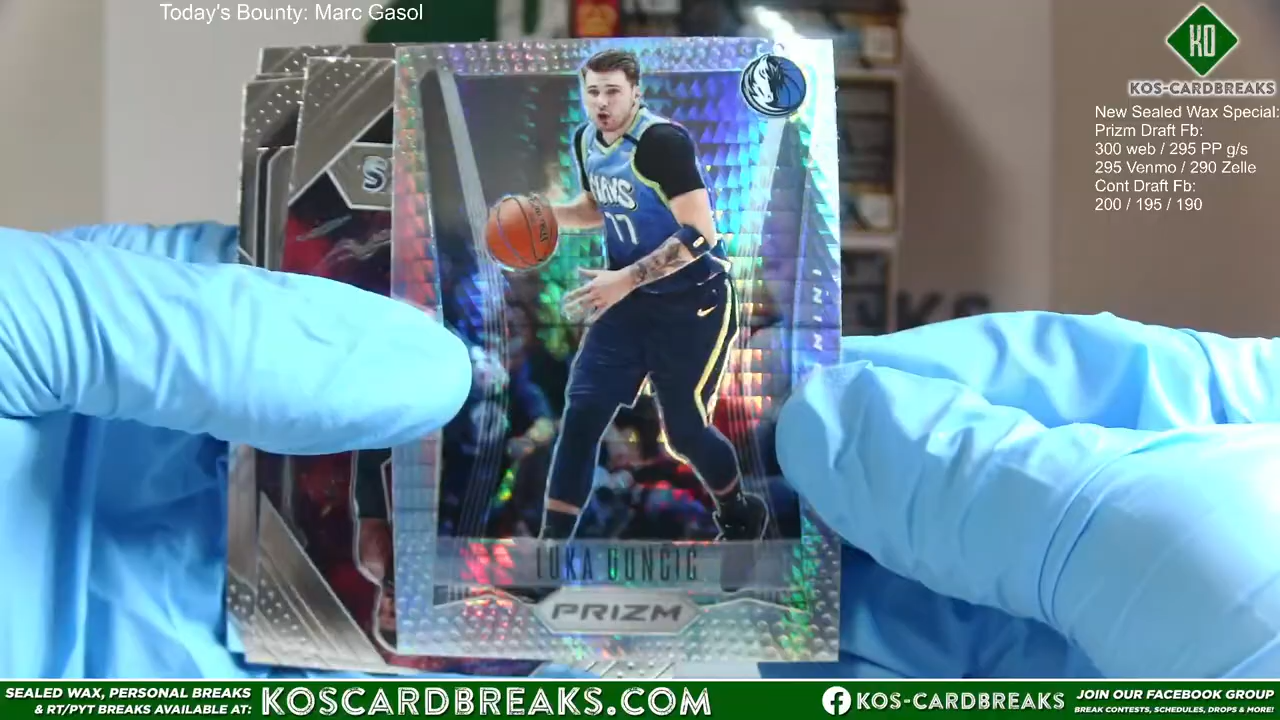 Today's Bounty: Marc Gasol
KO
KOS-CARDBREAKS
New Sealed Wax Special:
Prizm Draft Fb:
300 web / 295 PP g/s
295 Venmo / 290 Zelle
Cont Draft Fb:
200 / 195 / 190
S
MAVS
77
LUKA DONCIC
PRIZM
SEALED WAX, PERSONAL BREAKS
& RT/PYT BREAKS AVAILABLE AT:
KOSCARDBREAKS.COM
KOS-CARDBREAKS
JOIN OUR FACEBOOK GROUP
BREAK CONTESTS, SCHEDULES, DROPS & MORE!